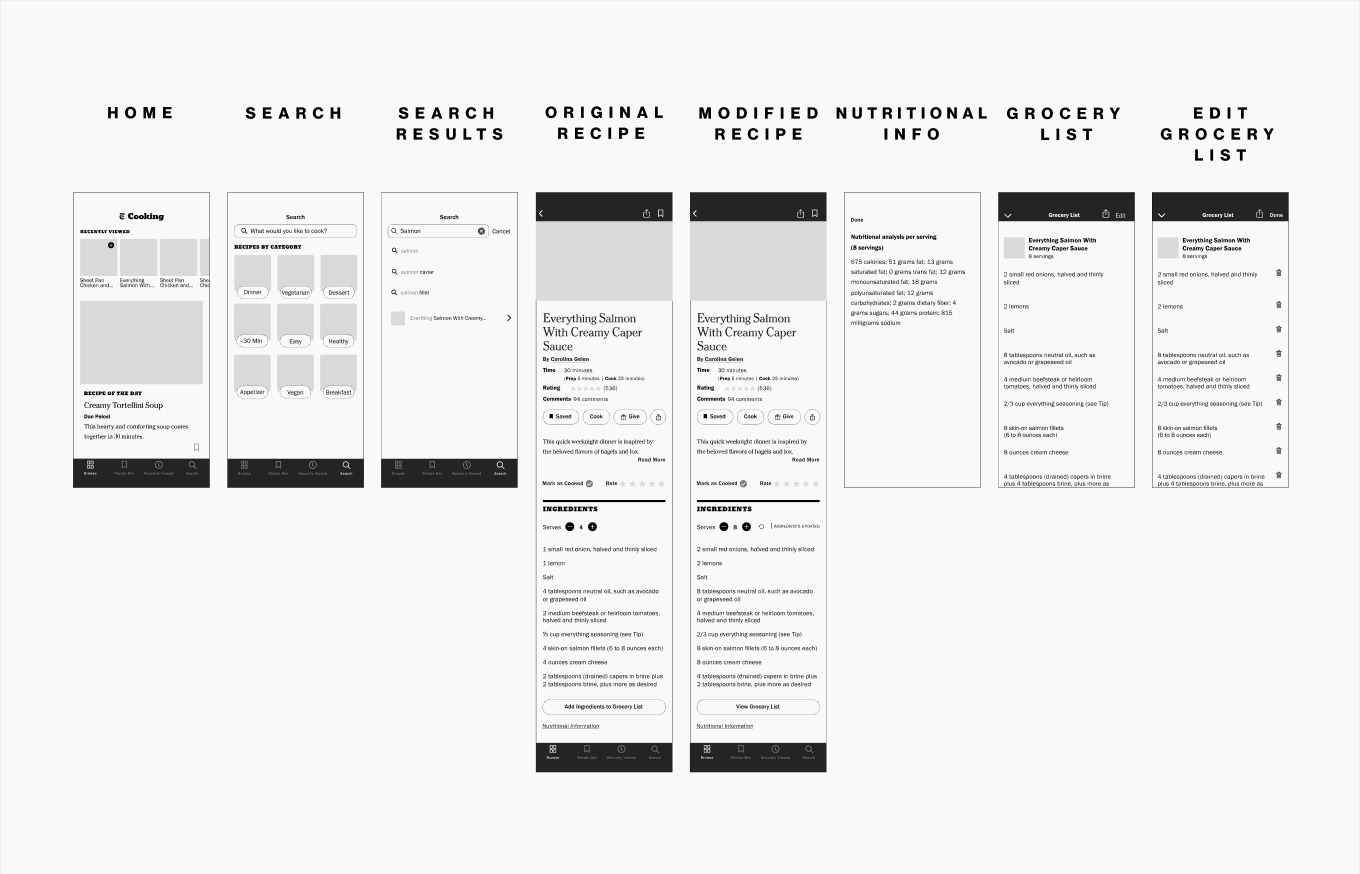 HOME
SEARCH
SEARCH
RESULTS
ORIGINAL
RECIPE
MODIFIED
RECIPE
NUTRITIONAL
INFO
GROCERY
LIST
EDIT
GROCERY
LIST
Cooking
RECENTLY VIEWED
Sheet Pan
Chicken and...
Everything
Salmon With...
Sheet Pan
Chicken and...
RECIPE OF THE DAY
Creamy Tortellini Soup
Dan Pelosi
This hearty and comforting soup comes
together in 30 minutes.
Browse
Recipe Box
Recently Viewed
Search
Search
What would you like to cook?
RECIPES BY CATEGORY
Dinner
Vegetarian
Dessert
<30 Min
Easy
Healthy
Appetizer
Vegan
Breakfast
Browse
Recipe Box
Recently Viewed
Search
Search
Salmon
Cancel
salmon
salmon caviar
salmon fillet
Everthing Salmon With Creamy...
Browse
Recipe Box
Recently Viewed
Search
Everything Salmon
With Creamy Caper
Sauce
By Carolina Gelen
Time 30 minutes
(Prep 5 minutes | Cook 25 minutes)
Rating (536)
Comments 94 comments
Saved
Cook
Give
This quick weeknight dinner is inspired by
the beloved flavors of bagels and lox.
Read More
Mark as Cooked
Rate
INGREDIENTS
Serves 4
1 small red onion, halved and thinly sliced
1 lemon
Salt
4 tablespoons neutral oil, such as avocado
or grapeseed oil
2 medium beefsteak or heirloom tomatoes,
halved and thinly sliced
⅓ cup everything seasoning (see Tip)
4 skin-on salmon fillets (6 to 8 ounces each)
4 ounces cream cheese
2 tablespoons (drained) capers in brine plus
2 tablespoons brine, plus more as desired
Add Ingredients to Grocery List
Nutritional Information
Browse
Recipe Box
Recently Viewed
Search
Everything Salmon
With Creamy Caper
Sauce
By Carolina Gelen
Time 30 minutes
(Prep 5 minutes | Cook 25 minutes)
Rating (536)
Comments 94 comments
Saved
Cook
Give
This quick weeknight dinner is inspired by
the beloved flavors of bagels and lox.
Read More
Mark as Cooked
Rate
INGREDIENTS
Serves 8
INGREDIENTS UPDATED
2 small red onions, halved and thinly sliced
2 lemons
Salt
8 tablespoons neutral oil, such as avocado
or grapeseed oil
4 medium beefsteak or heirloom tomatoes,
halved and thinly sliced
2/3 cup everything seasoning (see Tip)
8 skin-on salmon fillets (6 to 8 ounces each)
8 ounces cream cheese
4 tablespoons (drained) capers in brine plus
2 tablespoons brine, plus more as desired
View Grocery List
Nutritional Information
Browse
Recipe Box
Recently Viewed
Search
Done
Nutritional analysis per serving
(8 servings)
675 calories; 51 grams fat; 13 grams
saturated fat; 0 grams trans fat; 12 grams
monounsaturated fat; 18 grams
polyunsaturated fat; 12 grams
carbohydrates; 2 grams dietary fiber; 4
grams sugars; 44 grams protein; 815
milligrams sodium
Grocery List
Edit
Everything Salmon With
Creamy Caper Sauce
8 servings
2 small red onions, halved and thinly
sliced
2 lemons
Salt
8 tablespoons neutral oil, such as
avocado or grapeseed oil
4 medium beefsteak or heirloom
tomatoes, halved and thinly sliced
2/3 cup everything seasoning (see Tip)
8 skin-on salmon fillets
(6 to 8 ounces each)
8 ounces cream cheese
4 tablespoons (drained) capers in brine
plus 4 tablespoons brine, plus more as
Grocery List
Done
Everything Salmon With
Creamy Caper Sauce
8 servings
2 small red onions, halved and thinly
sliced
2 lemons
Salt
8 tablespoons neutral oil, such as
avocado or grapeseed oil
4 medium beefsteak or heirloom
tomatoes, halved and thinly sliced
2/3 cup everything seasoning (see Tip)
8 skin-on salmon fillets
(6 to 8 ounces each)
8 ounces cream cheese
4 tablespoons (drained) capers in brine
plus 4 tablespoons brine, plus more as